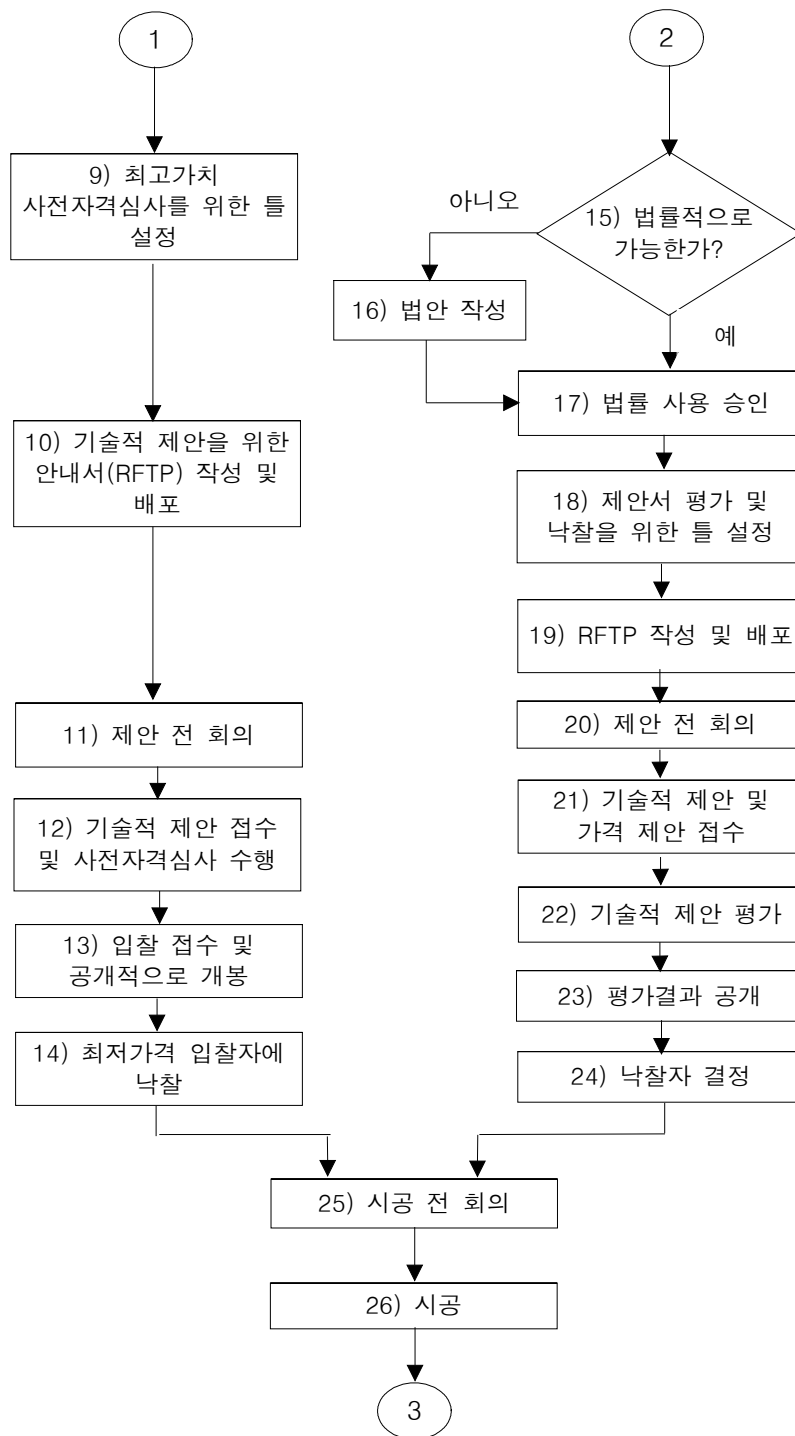 1
9) 최고가치
사전자격심사를 위한 틀
설정
10) 기술적 제안을 위한
안내서(RFTP) 작성 및
배포
11) 제안 전 회의
12) 기술적 제안 접수
및 사전자격심사 수행
13) 입찰 접수 및
공개적으로 개봉
14) 최저가격 입찰자에
낙찰
2
15) 법률적으로
가능한가?
아니오
16) 법안 작성
예
17) 법률 사용 승인
18) 제안서 평가 및
낙찰을 위한 틀 설정
19) RFTP 작성 및 배포
20) 제안 전 회의
21) 기술적 제안 및
가격 제안 접수
22) 기술적 제안 평가
23) 평가결과 공개
24) 낙찰자 결정
25) 시공 전 회의
26) 시공
3